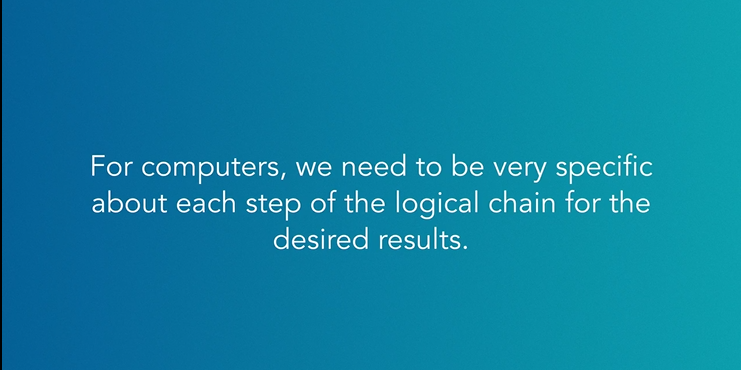 For computers, we need to be very specific
about each step of the logical chain for the
desired results.